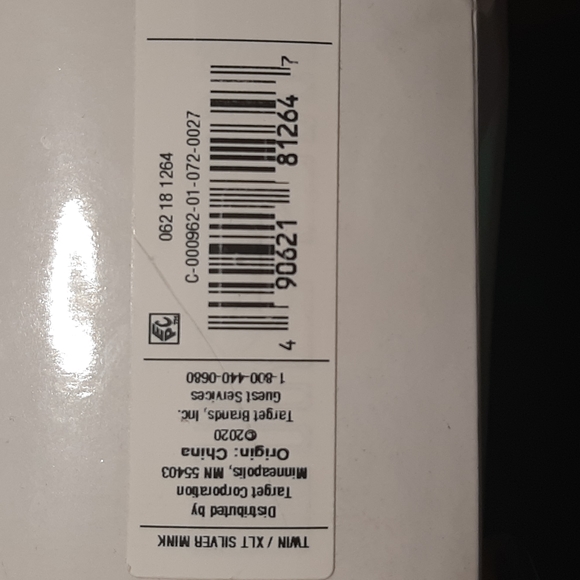 TWIN / XLT SILVER MINK
Distributed by
Target Corporation
Minneapolis, MN 55403
Origin: China
©2020
Target Brands, Inc.
Guest Services
1-800-440-0680
EPC™
062 18 1264
C-000962-01-072-0027
4 90621 81264 7